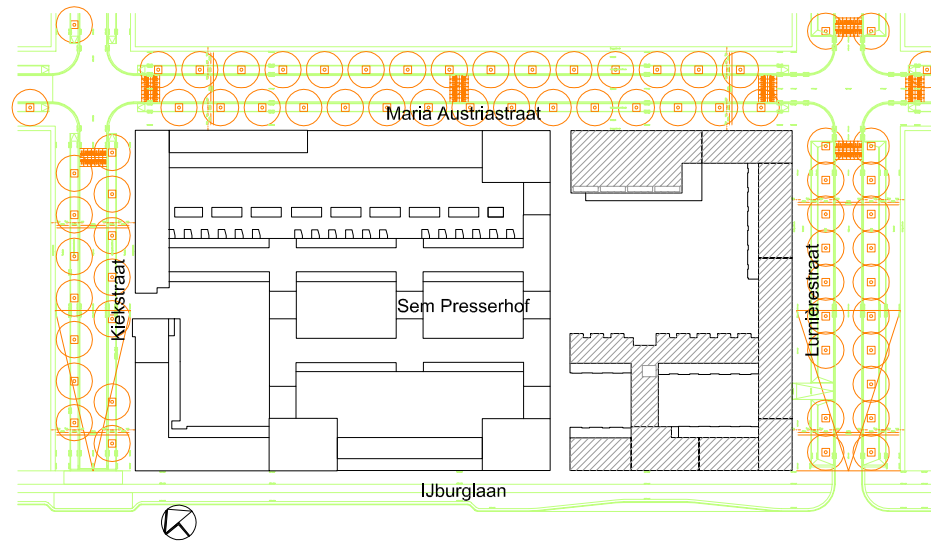 Maria Austriastraat
Kiekstraat
Sem Presserhof
Lumièrestraat
IJburglaan